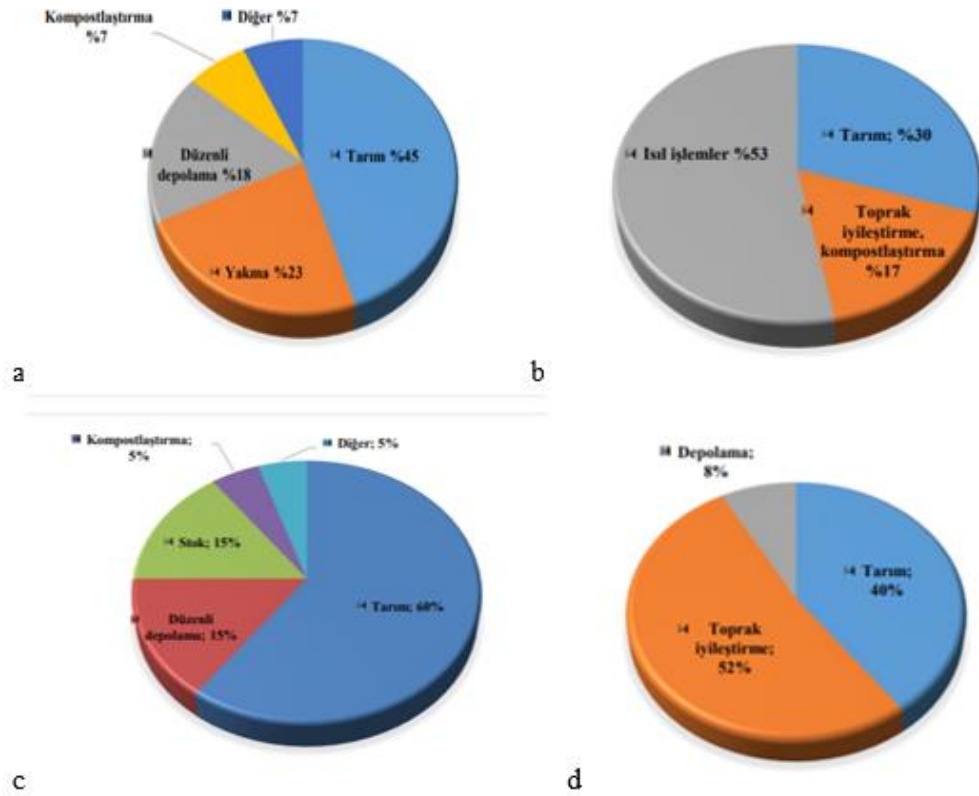 Kompostlaştırma
%7
Diğer %7
Düzenli
depolama %18
Tarım %45
Yakma %23
a
Isıl işlemler %53
Tarım; %30
Toprak
iyileştirme,
kompostlaştırma
%17
b
Kompostlaştırma;
5%
Diğer; 5%
Stok; 15%
Düzenli
depolama; 15%
Tarım; 60%
c
Depolama;
8%
Tarım;
40%
Toprak
iyileştirme;
52%
d